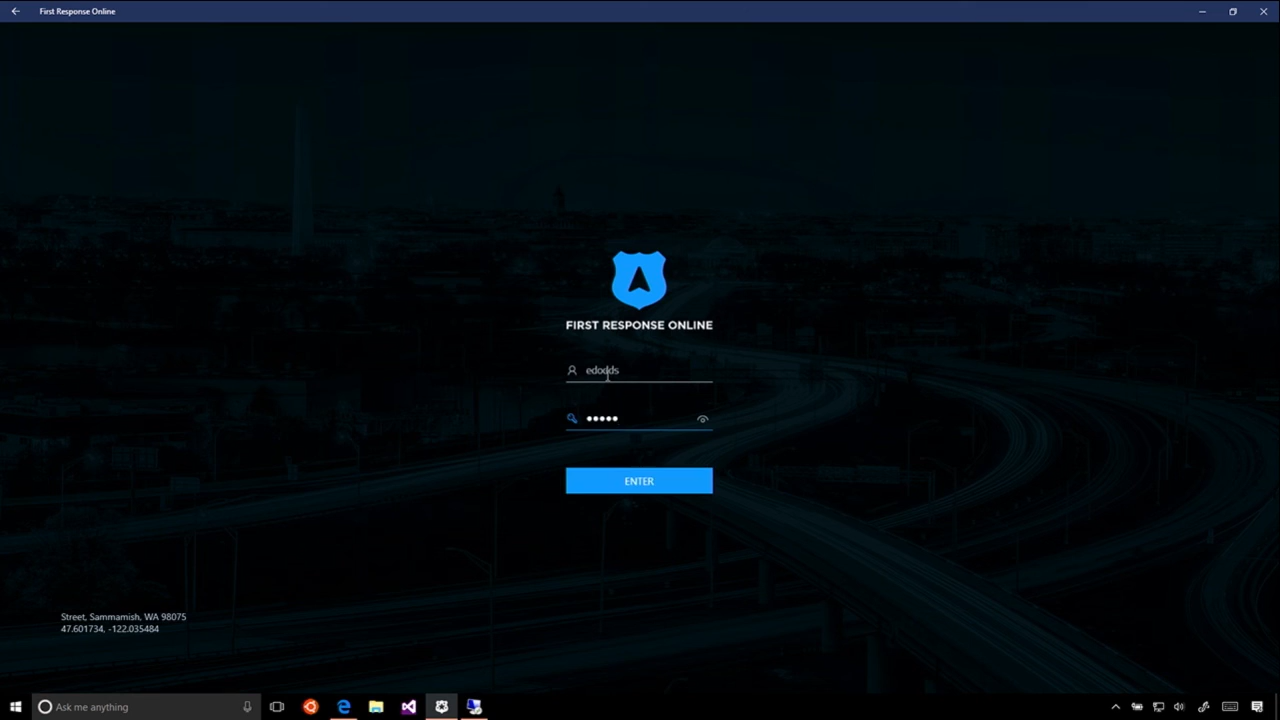 First Response Online
FIRST RESPONSE ONLINE
edodds
ENTER
Street, Sammamish, WA 98075
47.601734, -122.035484
Ask me anything